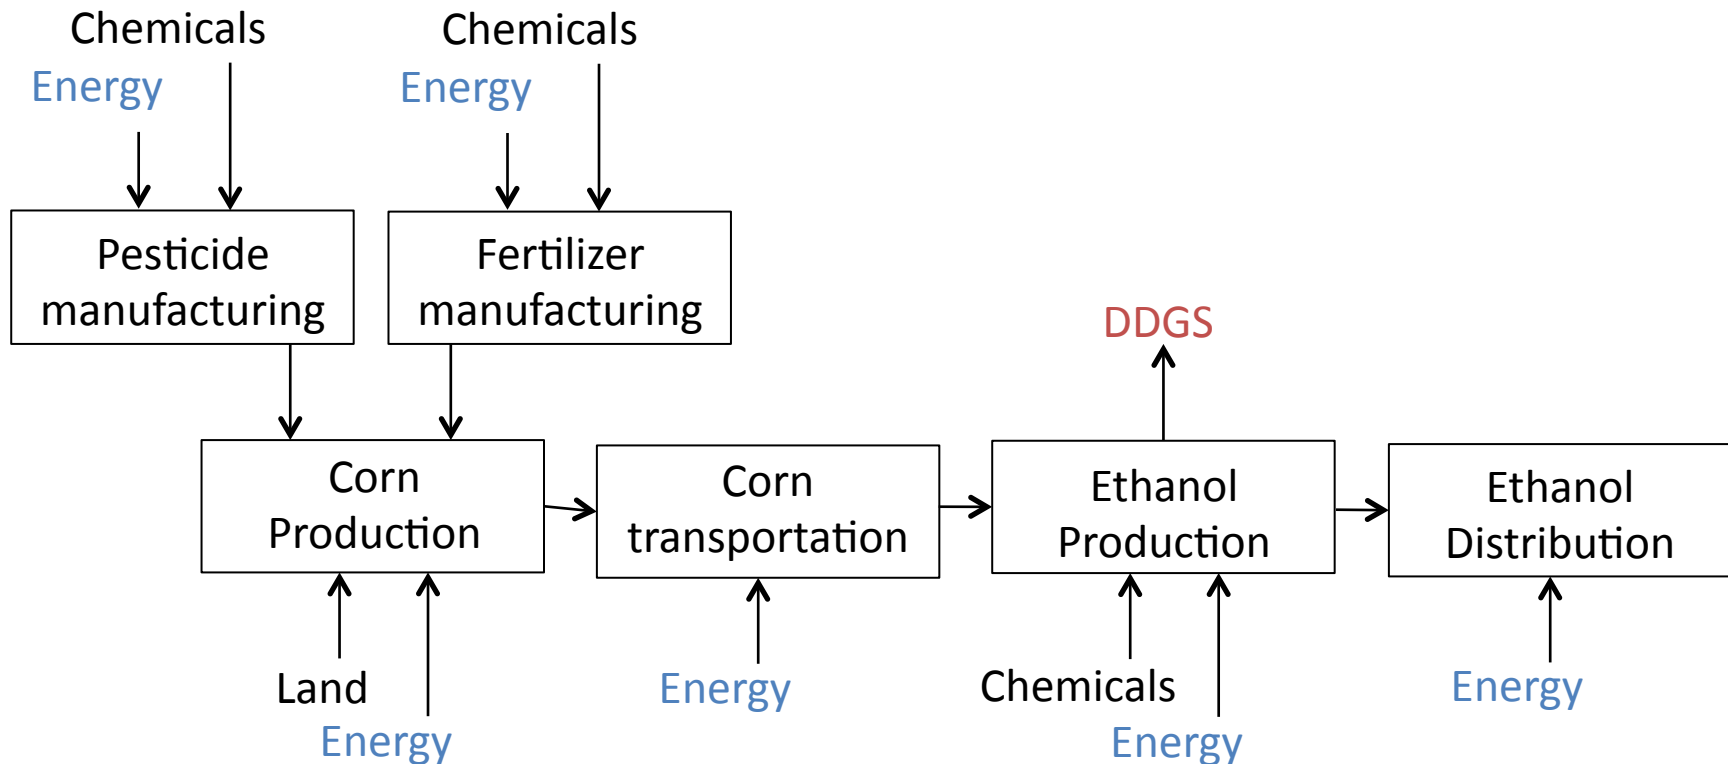 Chemicals
Energy
Chemicals
Energy
Pesticide
manufacturing
Fertilizer
manufacturing
DDGS
Corn
Production
Corn
transportation
Ethanol
Production
Ethanol
Distribution
Land
Energy
Energy
Chemicals
Energy
Energy